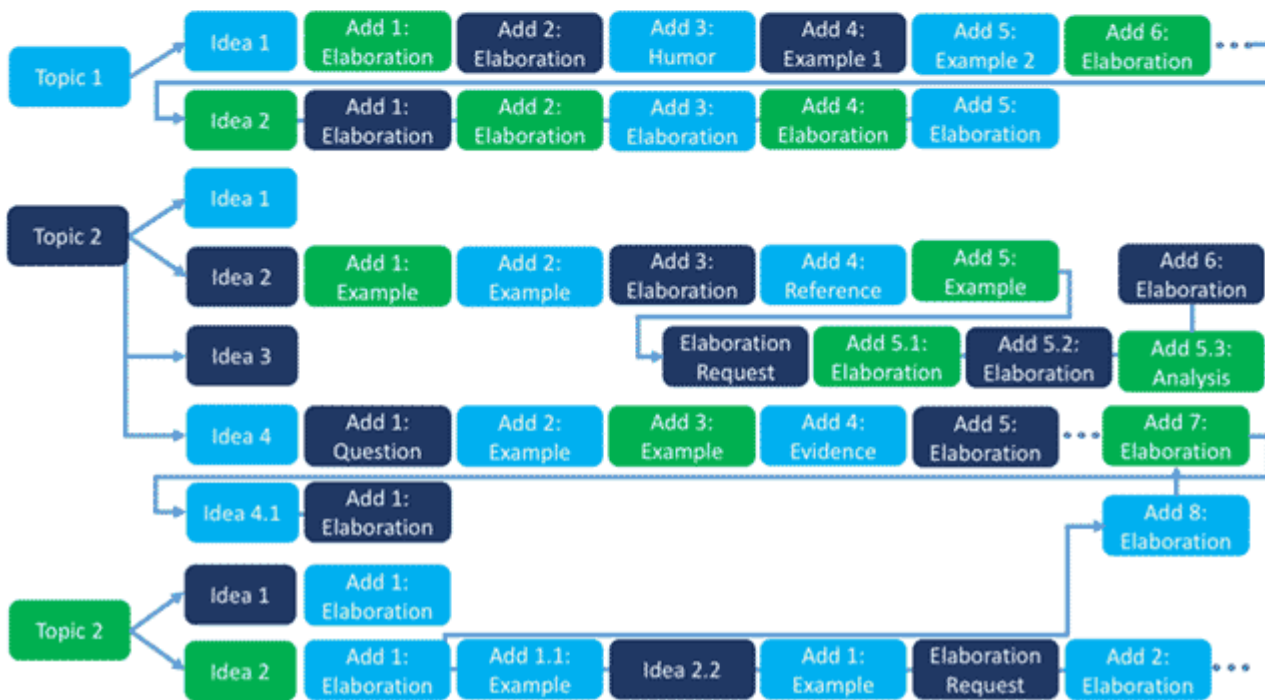 Topic 1
Idea 1
Add 1:
Elaboration
Add 2:
Elaboration
Add 3:
Humor
Add 4:
Example 1
Add 5:
Example 2
Add 6:
Elaboration
Idea 2
Add 1:
Elaboration
Add 2:
Elaboration
Add 3:
Elaboration
Add 4:
Elaboration
Add 5:
Elaboration
Topic 2
Idea 1
Idea 2
Add 1:
Example
Add 2:
Example
Add 3:
Elaboration
Add 4:
Reference
Add 5:
Example
Add 6:
Elaboration
Elaboration
Request
Add 5.1:
Elaboration
Add 5.2:
Elaboration
Add 5.3:
Analysis
Idea 3
Idea 4
Add 1:
Question
Add 2:
Example
Add 3:
Example
Add 4:
Evidence
Add 5:
Elaboration
Add 7:
Elaboration
Idea 4.1
Add 1:
Elaboration
Add 8:
Elaboration
Topic 2
Idea 1
Add 1:
Elaboration
Idea 2
Add 1:
Elaboration
Add 1.1:
Example
Idea 2.2
Add 1:
Example
Elaboration
Request
Add 2:
Elaboration